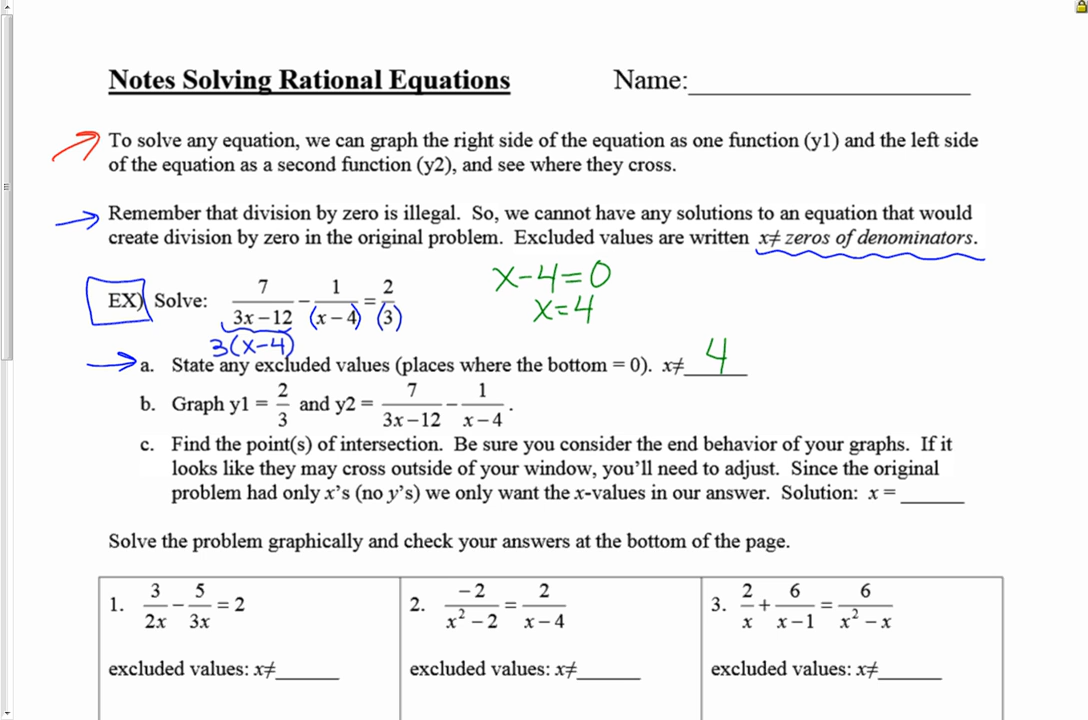 Notes Solving Rational Equations Name:
To solve any equation, we can graph the right side of the equation as one function (y1) and the left side
of the equation as a second function (y2), and see where they cross.
Remember that division by zero is illegal. So, we cannot have any solutions to an equation that would
create division by zero in the original problem. Excluded values are written x≠ zeros of denominators.
x-4=0
x=4
EX) Solve: 7/(3x−12) − 1/(x−4) = 2/(3)
3(x-4)
a. State any excluded values (places where the bottom = 0). x≠ 4
b. Graph y1 = 2/3 and y2 = 7/(3x−12) − 1/(x−4).
c. Find the point(s) of intersection. Be sure you consider the end behavior of your graphs. If it
looks like they may cross outside of your window, you'll need to adjust. Since the original
problem had only x's (no y's) we only want the x-values in our answer. Solution: x = ______
Solve the problem graphically and check your answers at the bottom of the page.
1. 3/(2x) − 5/(3x) = 2
excluded values: x≠______
2. −2/(x² − 2) = 2/(x − 4)
excluded values: x≠______
3. 2/x + 6/(x−1) = 6/(x² − x)
excluded values: x≠______